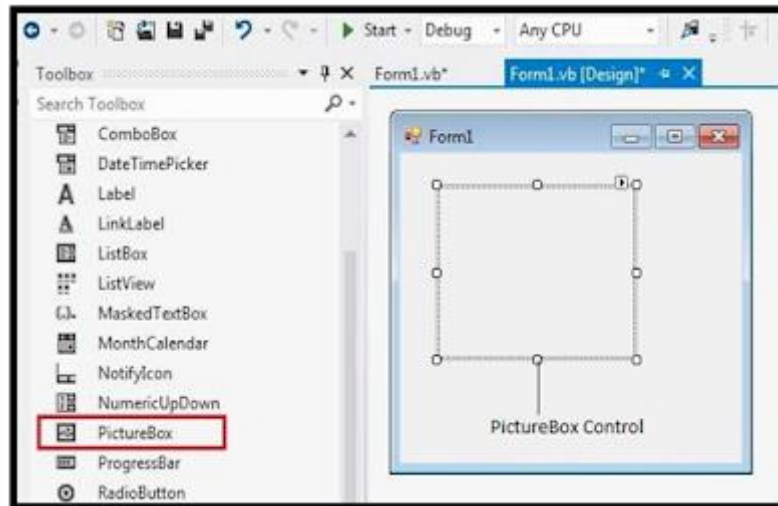 Start Debug Any CPU
Toolbox
Form1.vb*
Form1.vb [Design]*
Search Toolbox
ComboBox
DateTimePicker
Label
LinkLabel
ListBox
ListView
MaskedTextBox
MonthCalendar
NotifyIcon
NumericUpDown
PictureBox
ProgressBar
RadioButton
Form1
PictureBox Control